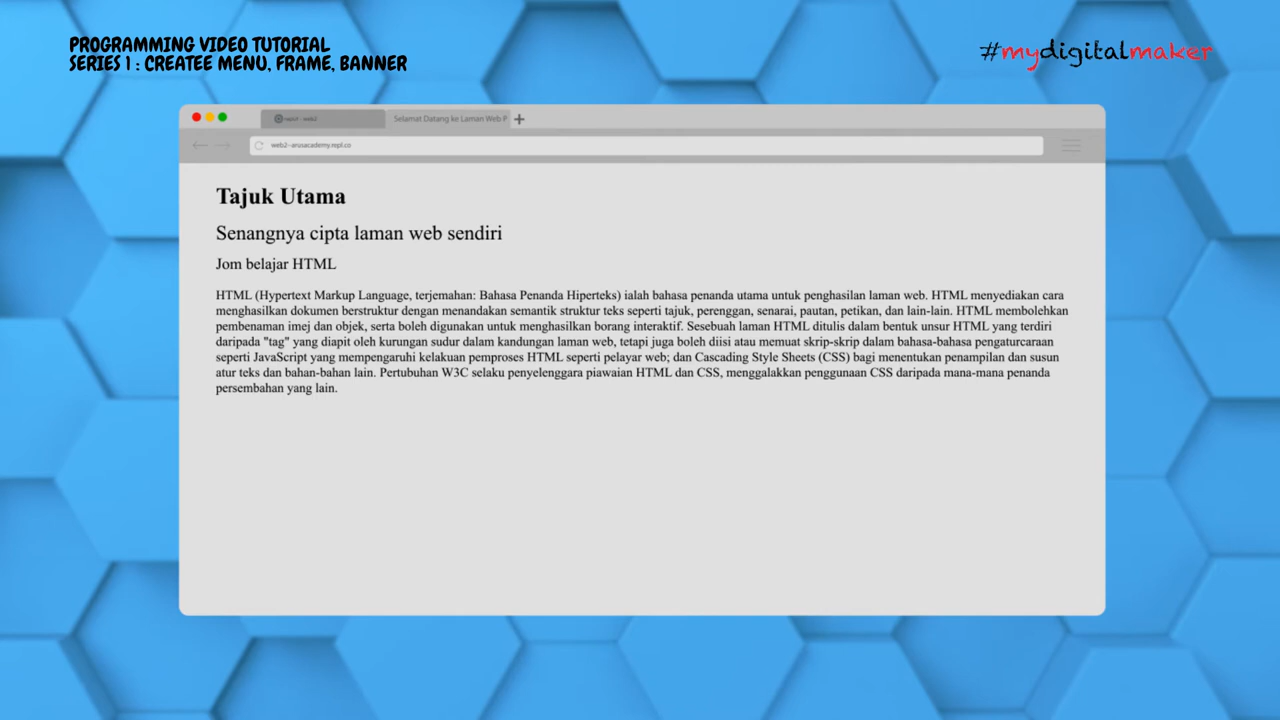 PROGRAMMING VIDEO TUTORIAL
SERIES 1 : CREATEE MENU, FRAME, BANNER
#mydigitalmaker
Selamat Datang ke Laman Web P
web2--arusacademy.repl.co
Tajuk Utama
Senangnya cipta laman web sendiri
Jom belajar HTML
HTML (Hypertext Markup Language, terjemahan: Bahasa Penanda Hiperteks) ialah bahasa penanda utama untuk penghasilan laman web. HTML menyediakan cara
menghasilkan dokumen berstruktur dengan menandakan semantik struktur teks seperti tajuk, perenggan, senarai, pautan, petikan, dan lain-lain. HTML membolehkan
pembenaman imej dan objek, serta boleh digunakan untuk menghasilkan borang interaktif. Sesebuah laman HTML ditulis dalam bentuk unsur HTML yang terdiri
daripada "tag" yang diapit oleh kurungan sudur dalam kandungan laman web, tetapi juga boleh diisi atau memuat skrip-skrip dalam bahasa-bahasa pengaturcaraan
seperti JavaScript yang mempengaruhi kelakuan pemproses HTML seperti pelayar web; dan Cascading Style Sheets (CSS) bagi menentukan penampilan dan susun
atur teks dan bahan-bahan lain. Pertubuhan W3C selaku penyelenggara piawaian HTML dan CSS, menggalakkan penggunaan CSS daripada mana-mana penanda
persembahan yang lain.